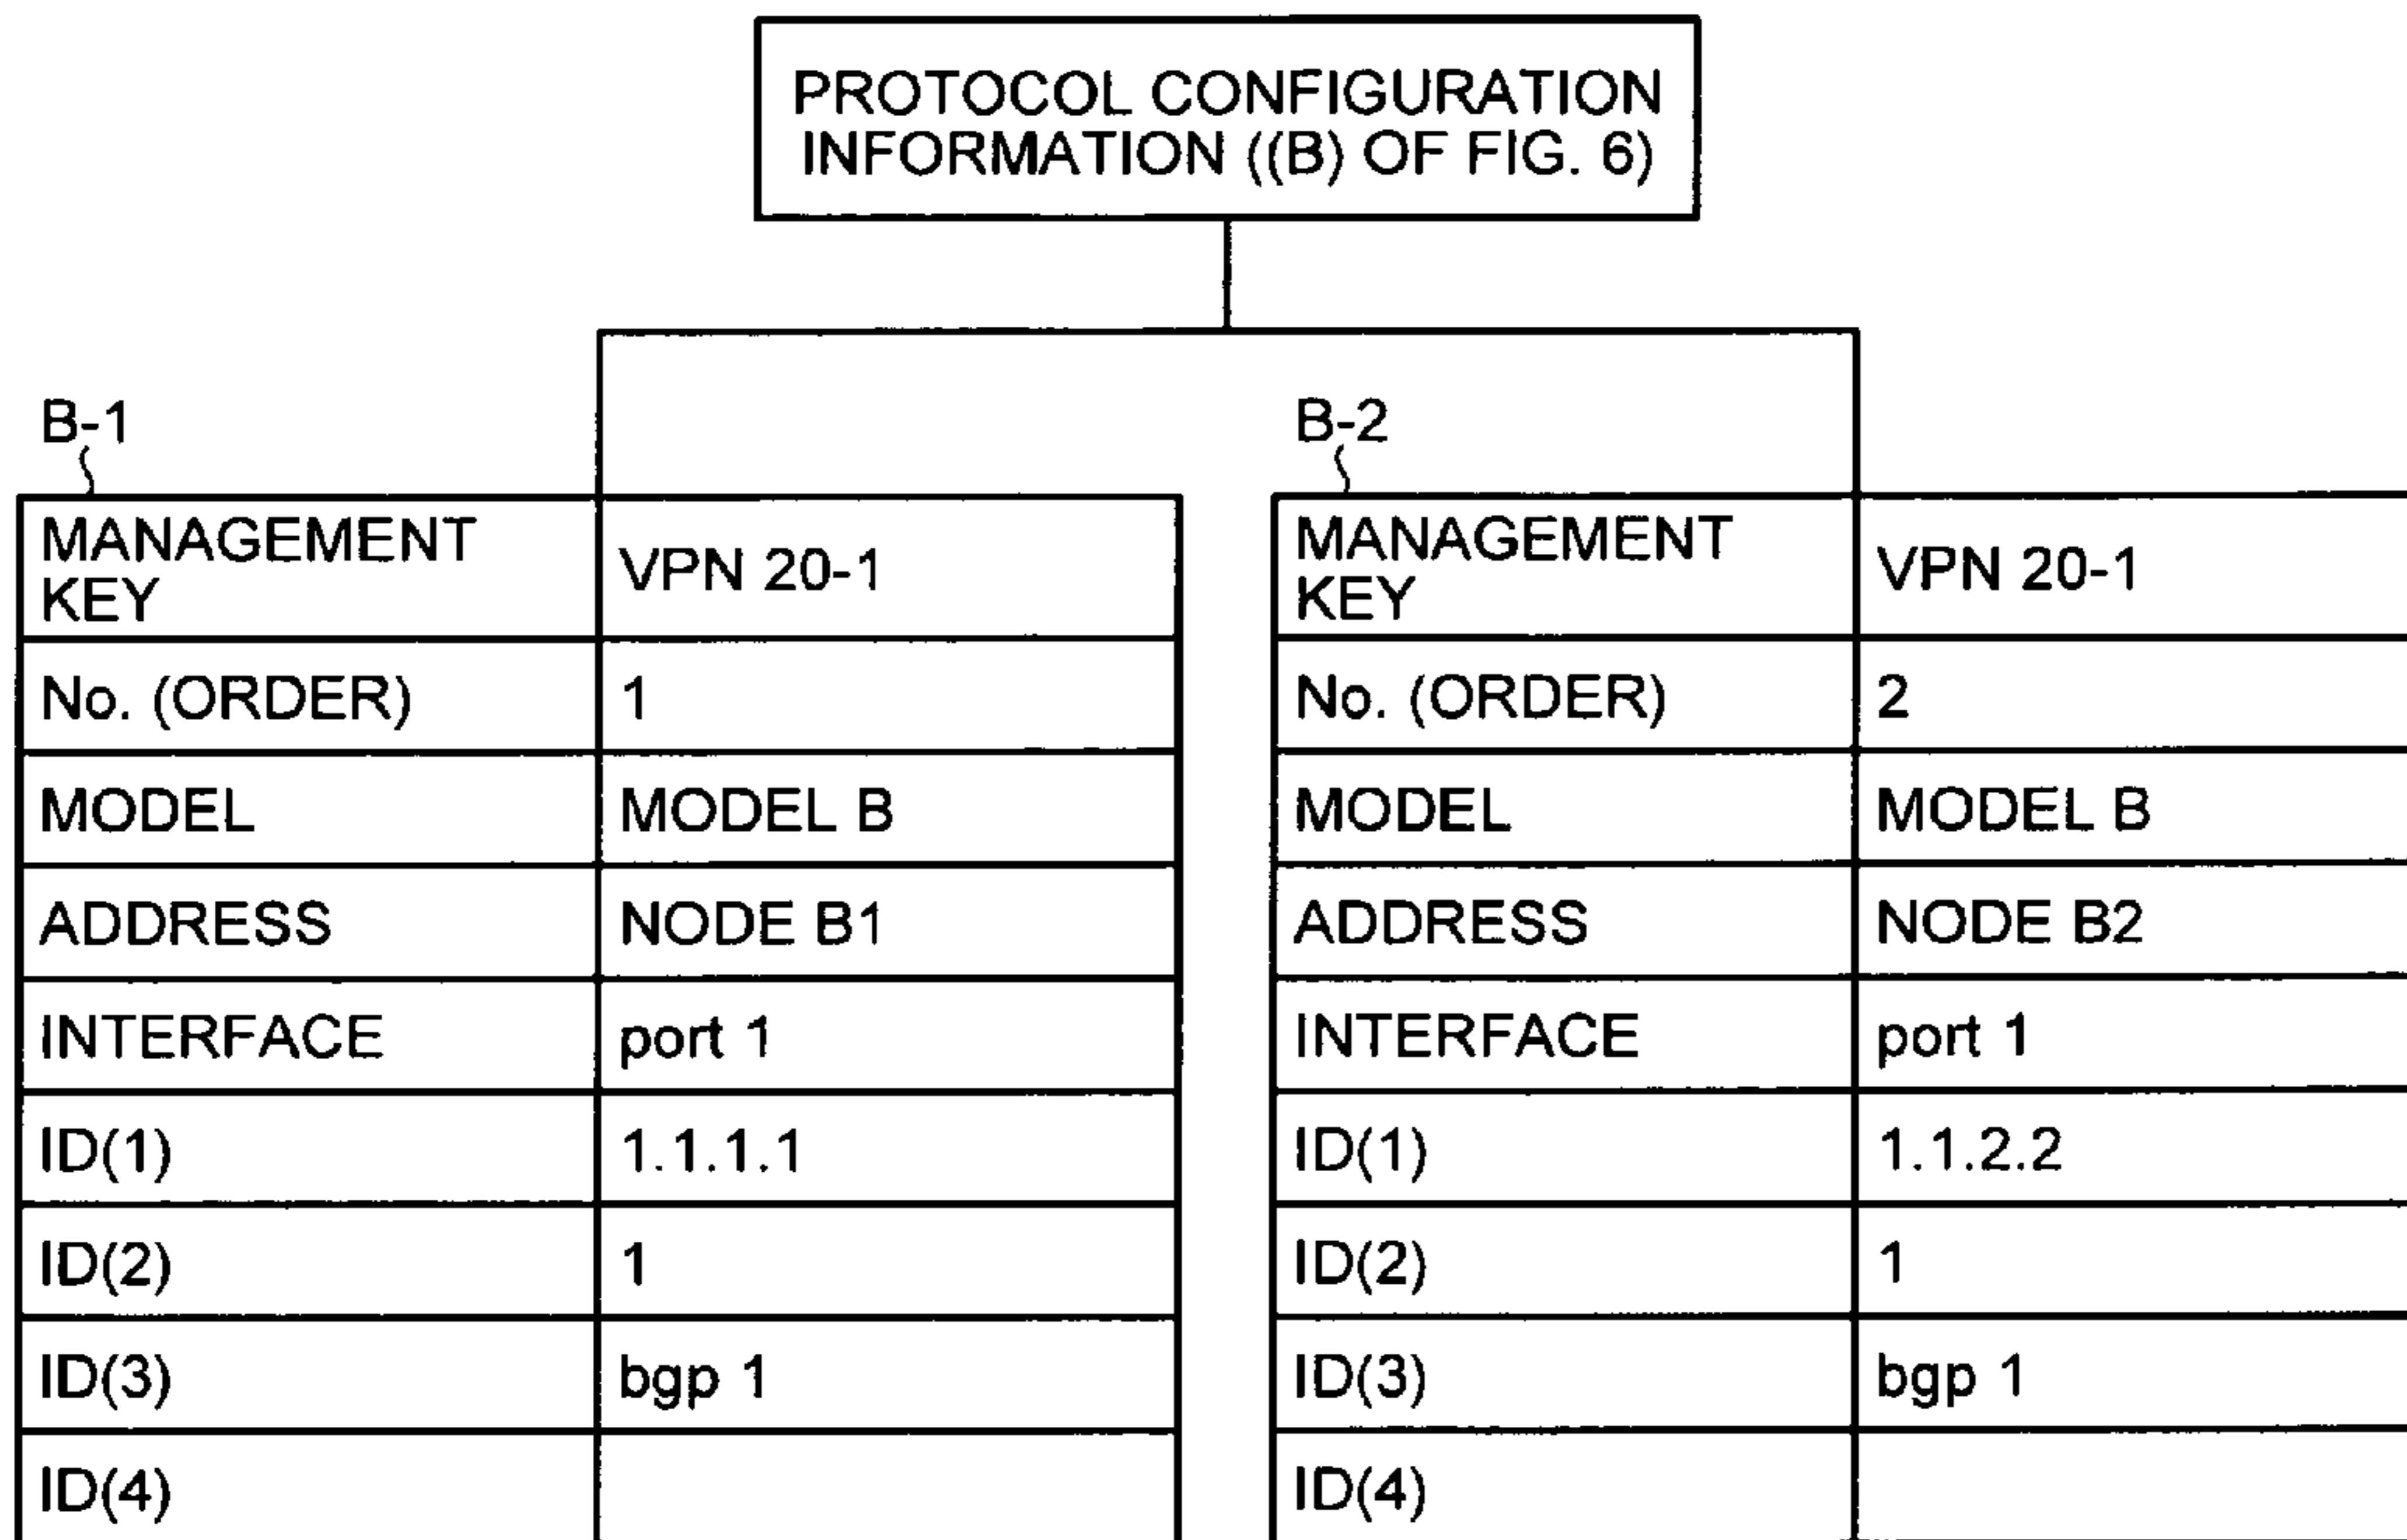 PROTOCOL CONFIGURATION
INFORMATION ((B) OF FIG. 6)
B-1
MANAGEMENT
KEY
VPN 20-1
No. (ORDER)
1
MODEL
MODEL B
ADDRESS
NODE B1
INTERFACE
port 1
ID(1)
1.1.1.1
ID(2)
1
ID(3)
bgp 1
ID(4)
B-2
MANAGEMENT
KEY
VPN 20-1
No. (ORDER)
2
MODEL
MODEL B
ADDRESS
NODE B2
INTERFACE
port 1
ID(1)
1.1.2.2
ID(2)
1
ID(3)
bgp 1
ID(4)